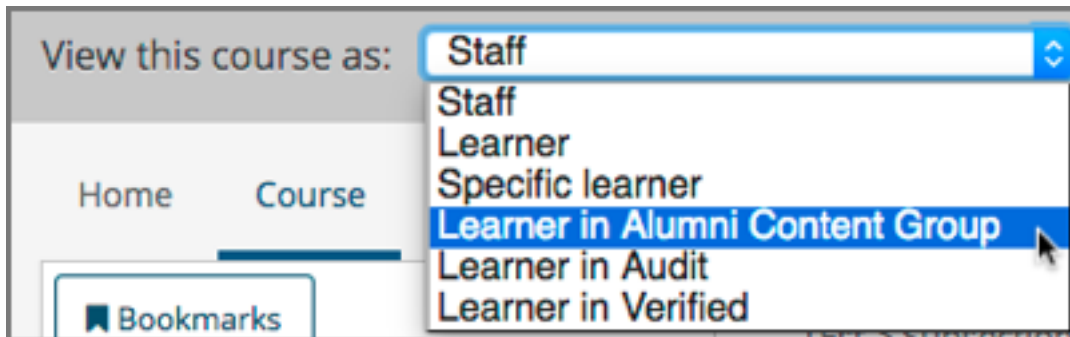 View this course as: Staff
Staff
Learner
Specific learner
Home Course
Learner in Alumni Content Group
Learner in Audit
Learner in Verified
Bookmarks